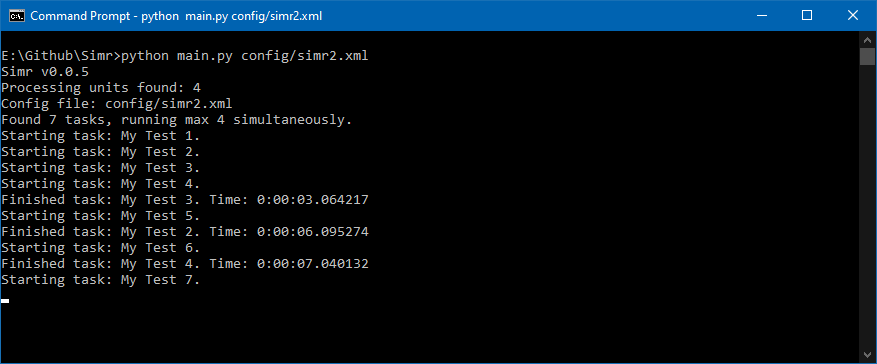 Command Prompt - python  main.py config/simr2.xml
E:\Github\Simr>python main.py config/simr2.xml
Simr v0.0.5
Processing units found: 4
Config file: config/simr2.xml
Found 7 tasks, running max 4 simultaneously.
Starting task: My Test 1.
Starting task: My Test 2.
Starting task: My Test 3.
Starting task: My Test 4.
Finished task: My Test 3. Time: 0:00:03.064217
Starting task: My Test 5.
Finished task: My Test 2. Time: 0:00:06.095274
Starting task: My Test 6.
Finished task: My Test 4. Time: 0:00:07.040132
Starting task: My Test 7.